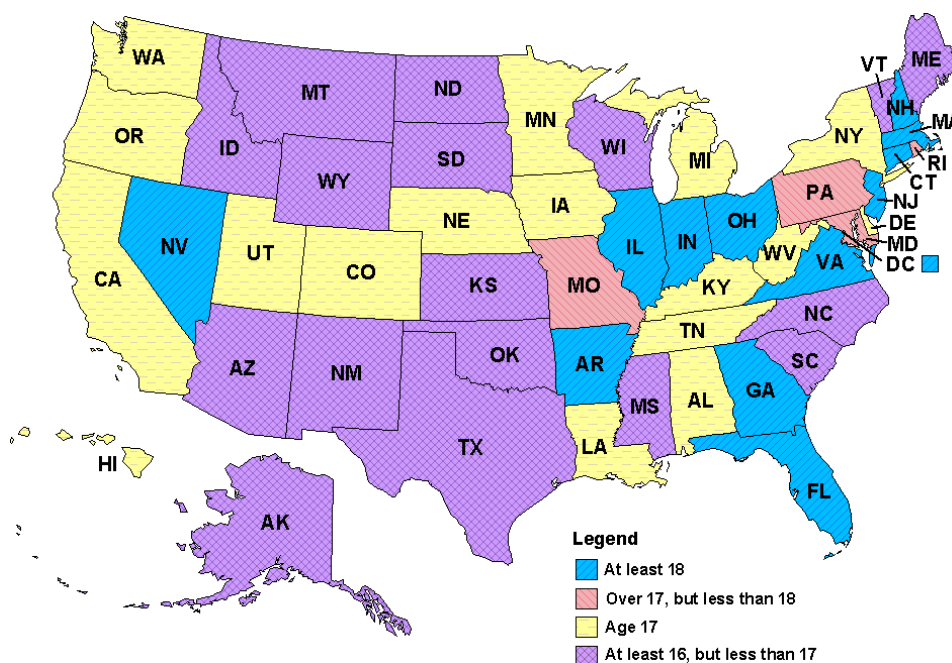 WA
MT
ND
MN
VT
ME
NH
MA
OR
ID
SD
WI
NY
MI
RI
CT
WY
PA
NJ
IA
NE
DE
OH
MD
NV
UT
IL
IN
WV
DC
VA
CA
CO
KS
MO
KY
NC
TN
OK
AZ
NM
AR
SC
GA
MS
AL
TX
LA
HI
FL
AK
Legend
At least 18
Over 17, but less than 18
Age 17
At least 16, but less than 17